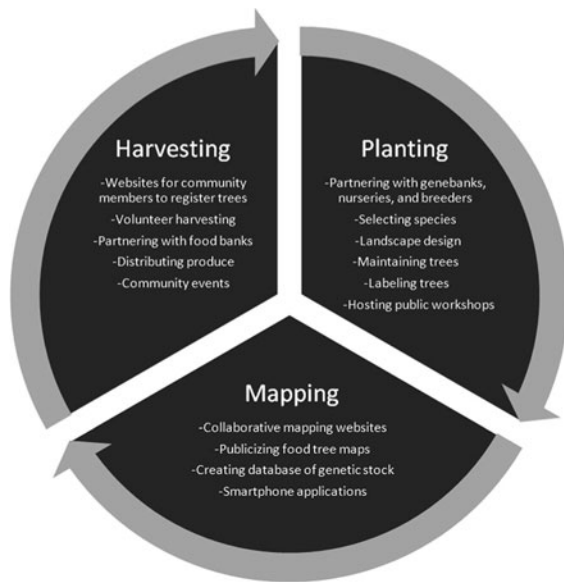 Harvesting
-Websites for community
members to register trees
-Volunteer harvesting
-Partnering with food banks
-Distributing produce
-Community events
Planting
-Partnering with genebanks,
nurseries, and breeders
-Selecting species
-Landscape design
-Maintaining trees
-Labeling trees
-Hosting public workshops
Mapping
-Collaborative mapping websites
-Publicizing food tree maps
-Creating database of genetic stock
-Smartphone applications